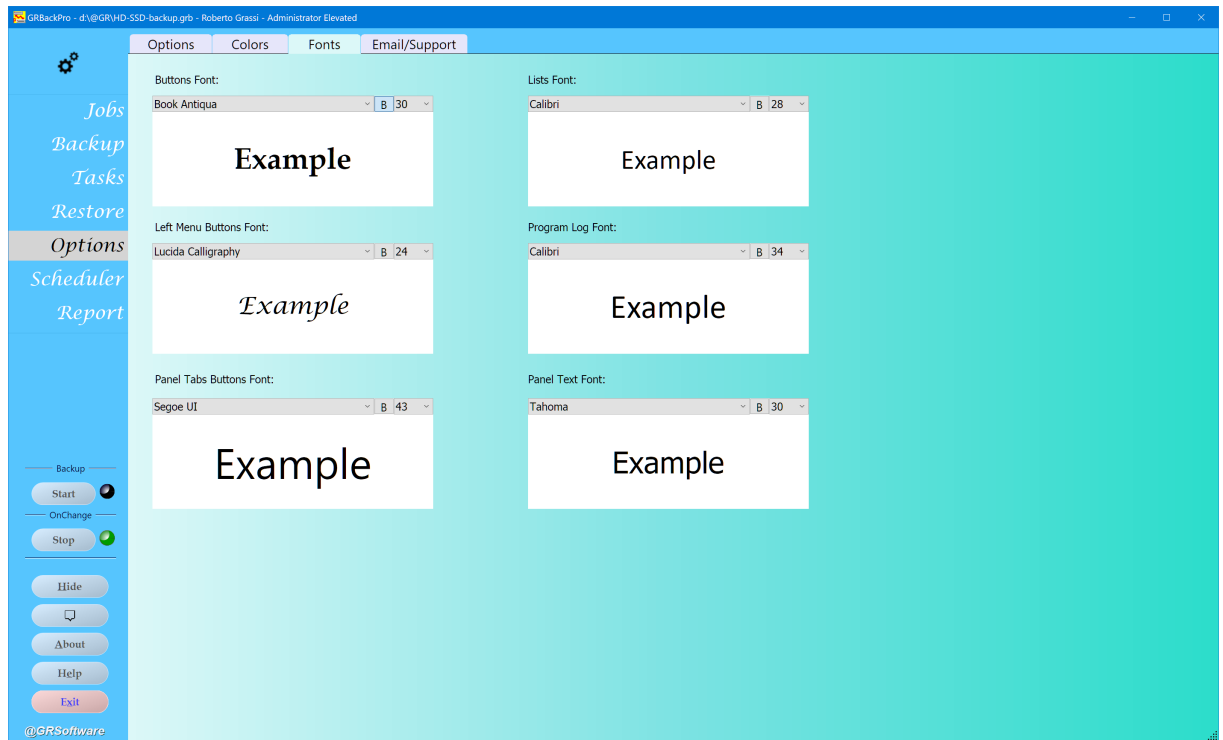 GRBackPro - d:\@GR\HD-SSD-backup.grb - Roberto Grassi - Administrator Elevated
Options Colors Fonts Email/Support
Jobs
Backup
Tasks
Restore
Options
Scheduler
Report
Backup
Start
OnChange
Stop
Hide
About
Help
Exit
@GRSoftware
Buttons Font:
Book Antiqua B 30
Example
Lists Font:
Calibri B 28
Example
Left Menu Buttons Font:
Lucida Calligraphy B 24
Example
Program Log Font:
Calibri B 34
Example
Panel Tabs Buttons Font:
Segoe UI B 43
Example
Panel Text Font:
Tahoma B 30
Example